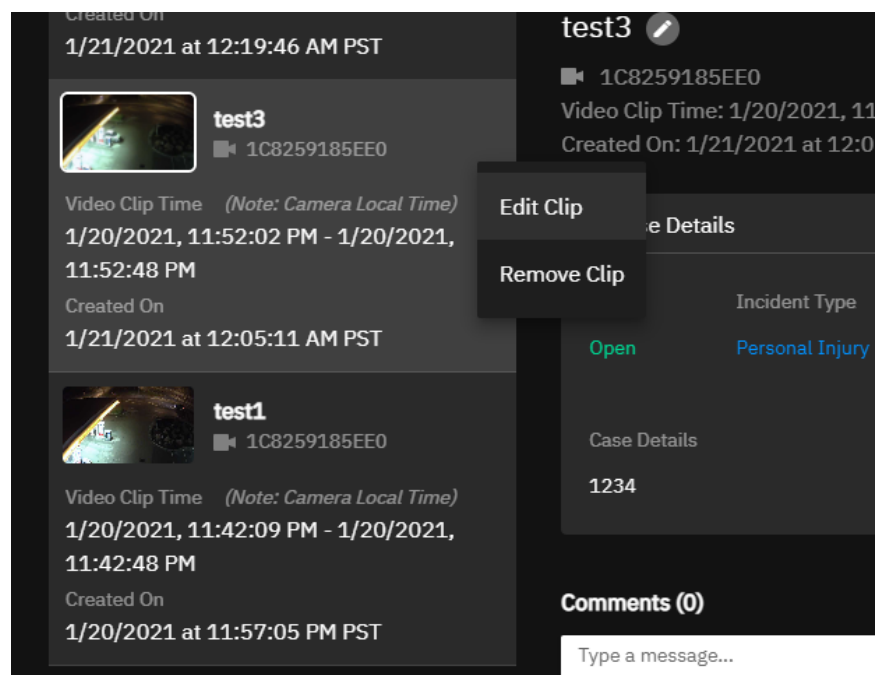 Created On
1/21/2021 at 12:19:46 AM PST
test3
1C8259185EE0
Video Clip Time (Note: Camera Local Time)
1/20/2021, 11:52:02 PM - 1/20/2021,
11:52:48 PM
Created On
1/21/2021 at 12:05:11 AM PST
test1
1C8259185EE0
Video Clip Time (Note: Camera Local Time)
1/20/2021, 11:42:09 PM - 1/20/2021,
11:42:48 PM
Created On
1/20/2021 at 11:57:05 PM PST
Edit Clip
Remove Clip
test3
1C8259185EE0
Video Clip Time: 1/20/2021, 11
Created On: 1/21/2021 at 12:0
Details
Incident Type
Open
Personal Injury
Case Details
1234
Comments (0)
Type a message...